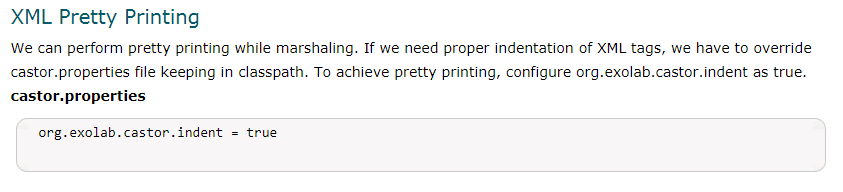 XML Pretty Printing
We can perform pretty printing while marshaling. If we need proper indentation of XML tags, we have to override
castor.properties file keeping in classpath. To achieve pretty printing, configure org.exolab.castor.indent as true.
castor.properties
org.exolab.castor.indent = true